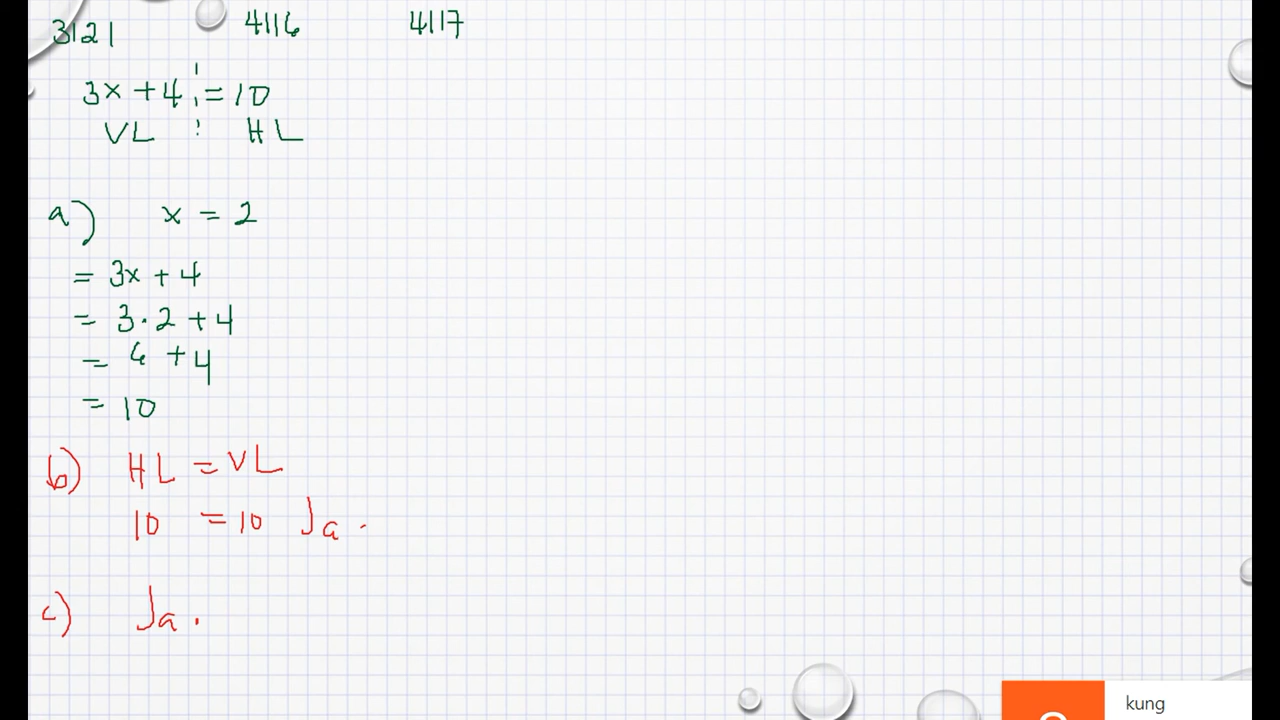 3121 4116 4117
3x + 4 = 10
VL HL
a) x = 2
= 3x + 4
= 3 · 2 + 4
= 6 + 4
= 10
b) HL = VL
10 = 10 Ja.
c) Ja.
kung